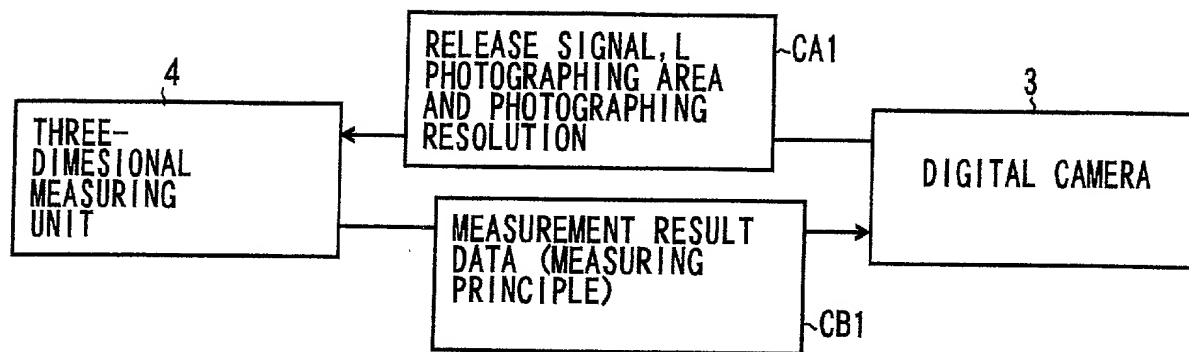 RELEASE SIGNAL, L
PHOTOGRAPHING AREA
AND PHOTOGRAPHING
RESOLUTION
CA1
4
THREE-
DIMESIONAL
MEASURING
UNIT
3
DIGITAL CAMERA
MEASUREMENT RESULT
DATA (MEASURING
PRINCIPLE)
CB1